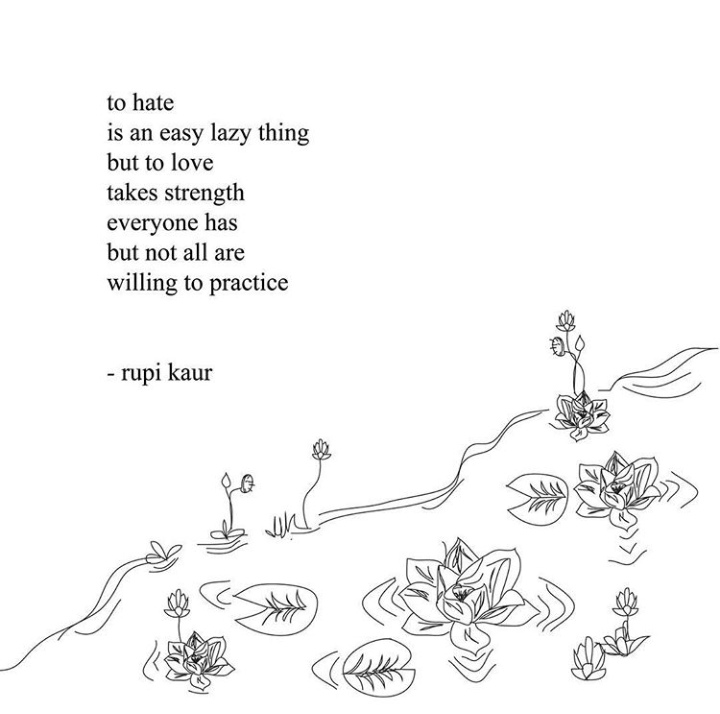 to hate
is an easy lazy thing
but to love
takes strength
everyone has
but not all are
willing to practice
- rupi kaur